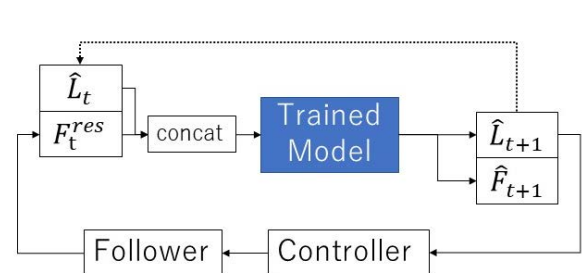 L̂_t
F_t^{res}
concat
Trained
Model
L̂_{t+1}
F̂_{t+1}
Follower
Controller